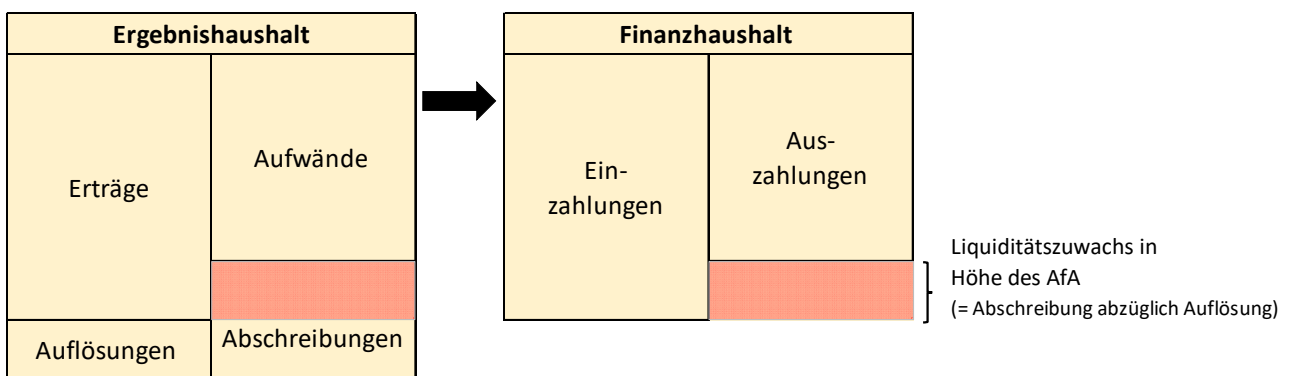 Ergebnishaushalt
Finanzhaushalt
Erträge
Aufwände
Auflösungen
Abschreibungen
Ein-
zahlungen
Aus-
zahlungen
Liquiditätszuwachs in
Höhe des AfA
(= Abschreibung abzüglich Auflösung)